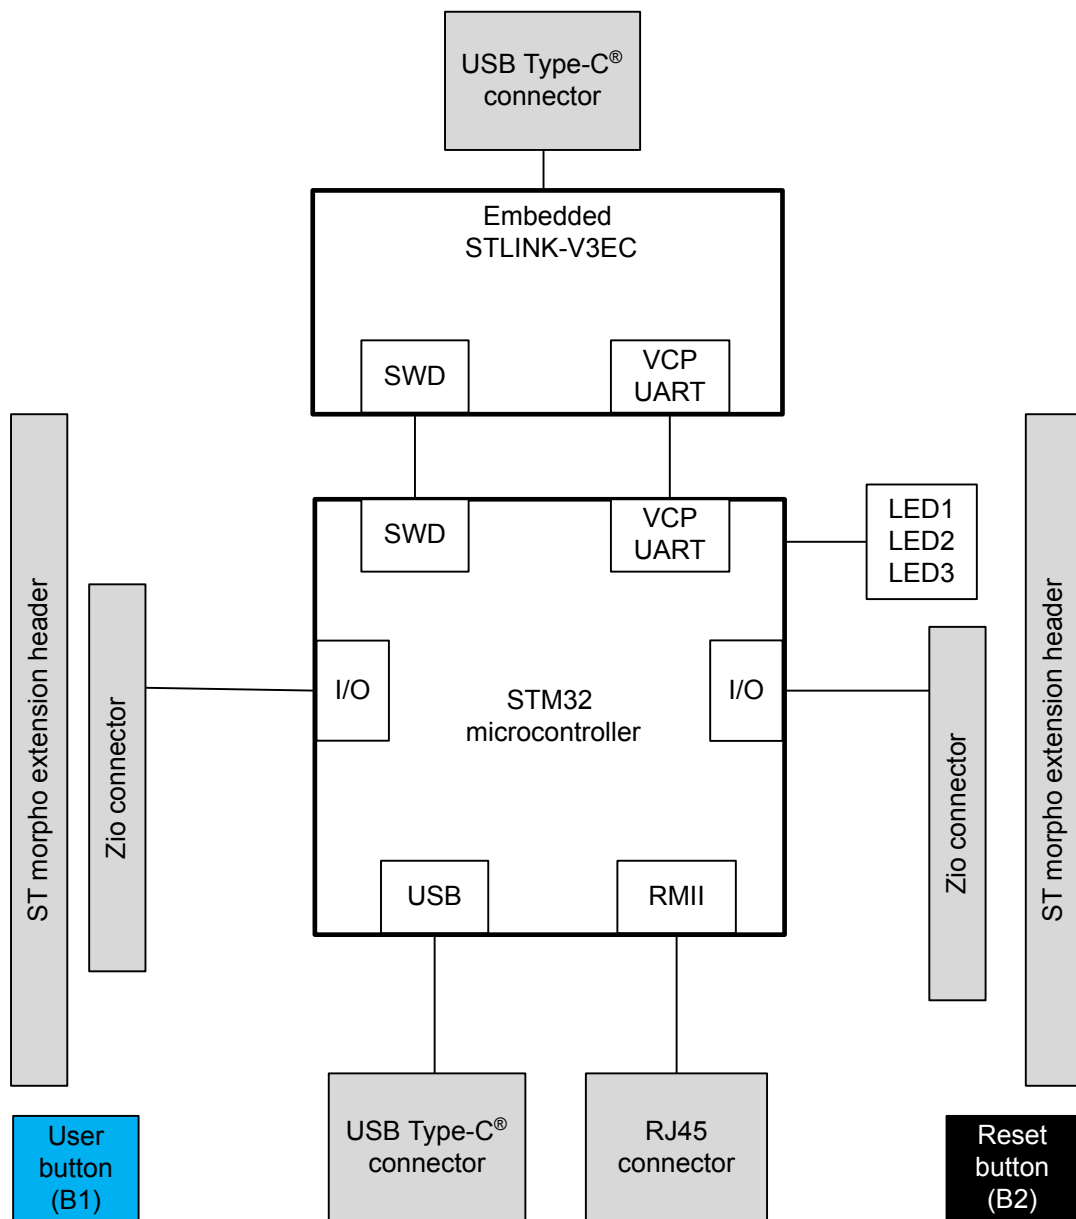 USB Type-C®
connector
Embedded
STLINK-V3EC
SWD
VCP
UART
SWD
VCP
UART
LED1
LED2
LED3
ST morpho extension header
Zio connector
I/O
STM32
microcontroller
I/O
Zio connector
ST morpho extension header
USB
RMII
User
button
(B1)
USB Type-C®
connector
RJ45
connector
Reset
button
(B2)